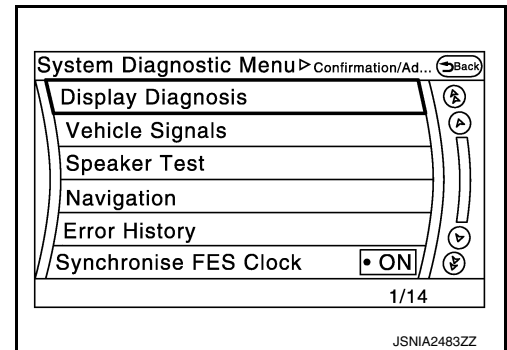 System Diagnostic Menu▷Confirmation/Ad... Back
Display Diagnosis
Vehicle Signals
Speaker Test
Navigation
Error History
Synchronise FES Clock • ON
1/14
JSNIA2483ZZ